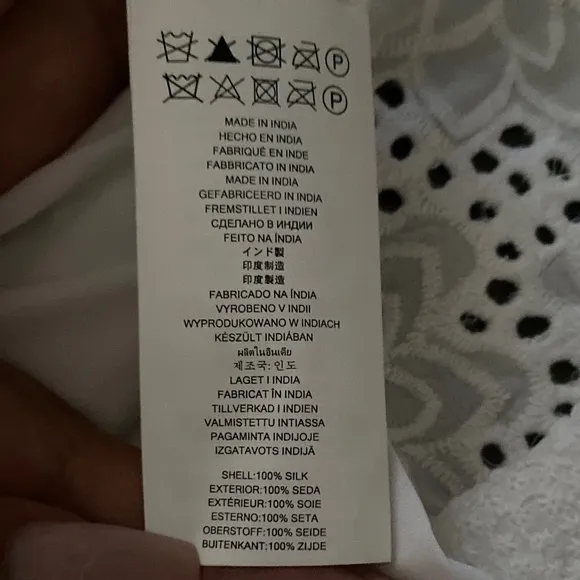 P
P
MADE IN INDIA
HECHO EN INDIA
FABRIQUÉ EN INDE
FABBRICATO IN INDIA
MADE IN INDIA
GEFABRICEERD IN INDIA
FREMSTILLET I INDIEN
СДЕЛАНО В ИНДИИ
FEITO NA ÍNDIA
インド製
印度制造
印度製造
FABRICADO NA ÍNDIA
VYROBENO V INDII
WYPRODUKOWANO W INDIACH
KÉSZÜLT INDIÁBAN
ผลิตในอินเดีย
제조국: 인도
LAGET I INDIA
FABRICAT ÎN INDIA
TILLVERKAD I INDIEN
VALMISTETTU INTIASSA
PAGAMINTA INDIJOJE
IZGATAVOTS INDIJĀ
SHELL:100% SILK
EXTERIOR:100% SEDA
EXTÉRIEUR:100% SOIE
ESTERNO:100% SETA
OBERSTOFF:100% SEIDE
BUITENKANT:100% ZIJDE